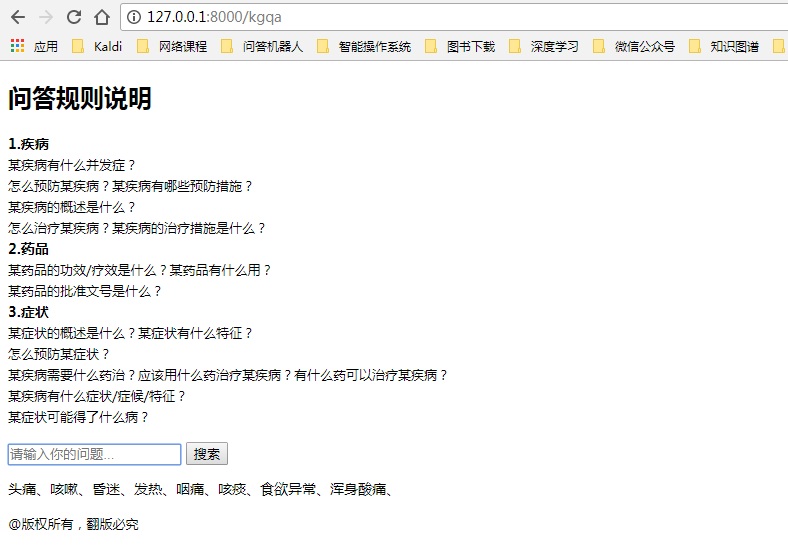 127.0.0.1:8000/kgqa
应用 Kaldi 网络课程 问答机器人 智能操作系统 图书下载 深度学习 微信公众号 知识图谱
问答规则说明
1.疾病
某疾病有什么并发症？
怎么预防某疾病？某疾病有哪些预防措施？
某疾病的概述是什么？
怎么治疗某疾病？某疾病的治疗措施是什么？
2.药品
某药品的功效/疗效是什么？某药品有什么用？
某药品的批准文号是什么？
3.症状
某症状的概述是什么？某症状有什么特征？
怎么预防某症状？
某疾病需要什么药治？应该用什么药治疗某疾病？有什么药可以治疗某疾病？
某疾病有什么症状/症候/特征？
某症状可能得了什么病？
请输入你的问题... 搜索
头痛、咳嗽、昏迷、发热、咽痛、咳痰、食欲异常、浑身酸痛、
@版权所有，翻版必究